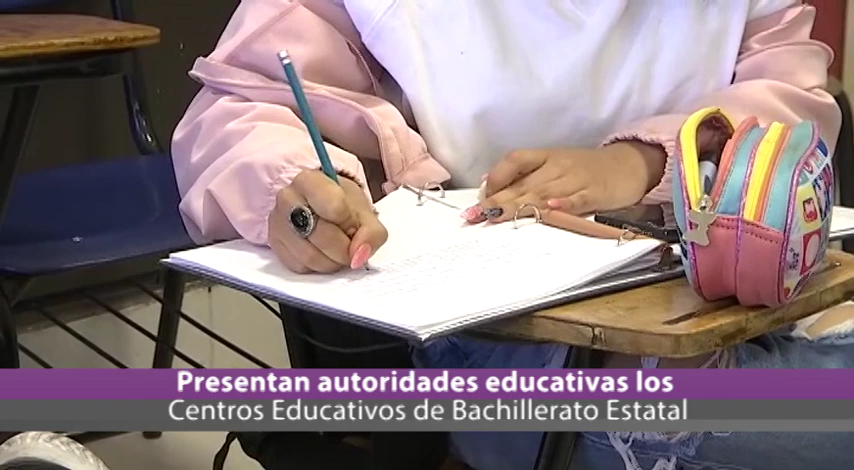 Presentan autoridades educativas los
Centros Educativos de Bachillerato Estatal